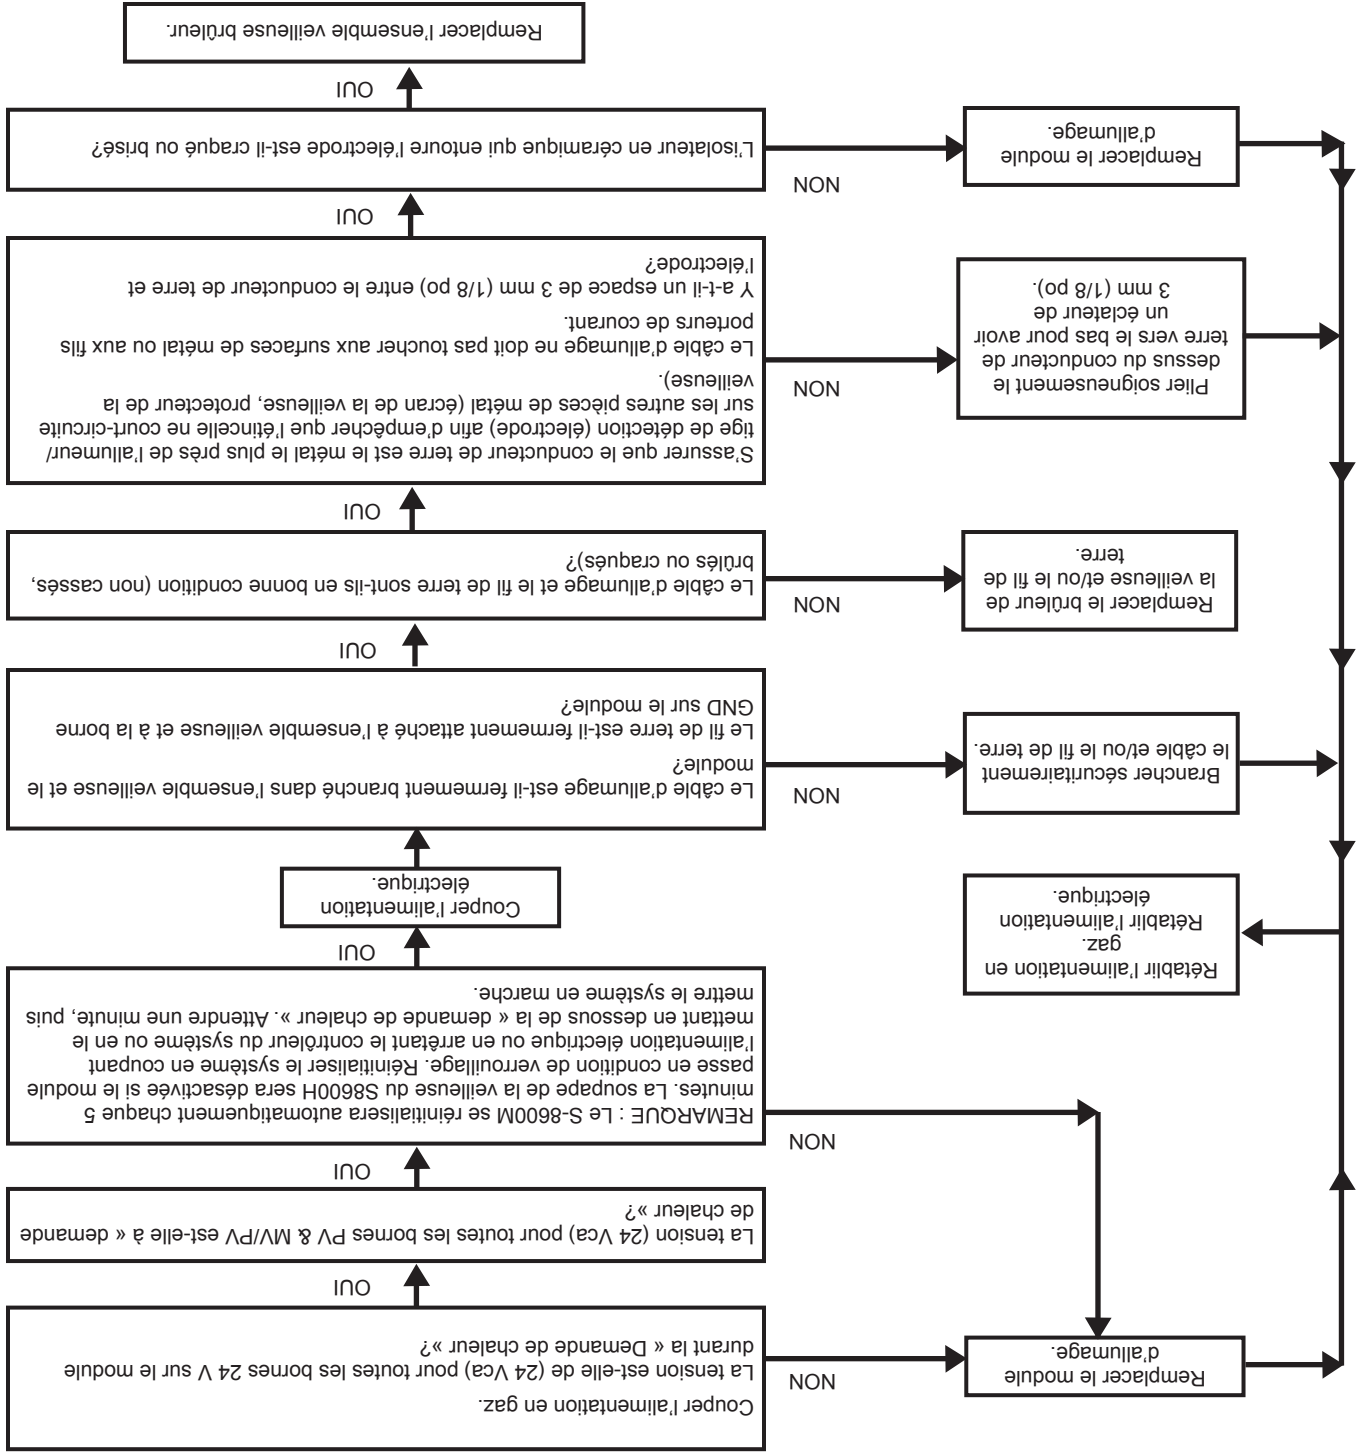 Couper l'alimentation en gaz.
La tension est-elle de (24 Vca) pour toutes les bornes 24 V sur le module
durant la « Demande de chaleur »?
NON
Remplacer le module
d'allumage.
OUI
La tension (24 Vca) pour toutes les bornes PV & MV/PV est-elle à « demande
de chaleur »?
OUI
NON
REMARQUE : Le S-8600M se réinitialisera automatiquement chaque 5
minutes. La soupape de la veilleuse du S8600H sera désactivée si le module
passe en condition de verrouillage. Réinitialiser le système en coupant
l'alimentation électrique ou en arrêtant le contrôleur du système ou en le
mettant en dessous de la « demande de chaleur ». Attendre une minute, puis
mettre le système en marche.
OUI
Rétablir l'alimentation en
gaz.
Rétablir l'alimentation
électrique.
Couper l'alimentation
électrique.
Le câble d'allumage est-il fermement branché dans l'ensemble veilleuse et le
module?
Le fil de terre est-il fermement attaché à l'ensemble veilleuse et à la borne
GND sur le module?
NON
Brancher sécuritairement
le câble et/ou le fil de terre.
OUI
Le câble d'allumage et le fil de terre sont-ils en bonne condition (non cassés,
brûlés ou craqués)?
NON
Remplacer le brûleur de
la veilleuse et/ou le fil de
terre.
OUI
S'assurer que le conducteur de terre est le métal le plus près de l'allumeur/
tige de détection (électrode) afin d'empêcher que l'étincelle ne court-circuite
sur les autres pièces de métal (écran de la veilleuse, protecteur de la
veilleuse).
Le câble d'allumage ne doit pas toucher aux surfaces de métal ou aux fils
porteurs de courant.
Y a-t-il un espace de 3 mm (1/8 po) entre le conducteur de terre et
l'électrode?
NON
Plier soigneusement le
dessus du conducteur de
terre vers le bas pour avoir
un éclateur de
3 mm (1/8 po).
OUI
L'isolateur en céramique qui entoure l'électrode est-il craqué ou brisé?
NON
Remplacer le module
d'allumage.
OUI
Remplacer l'ensemble veilleuse brûleur.